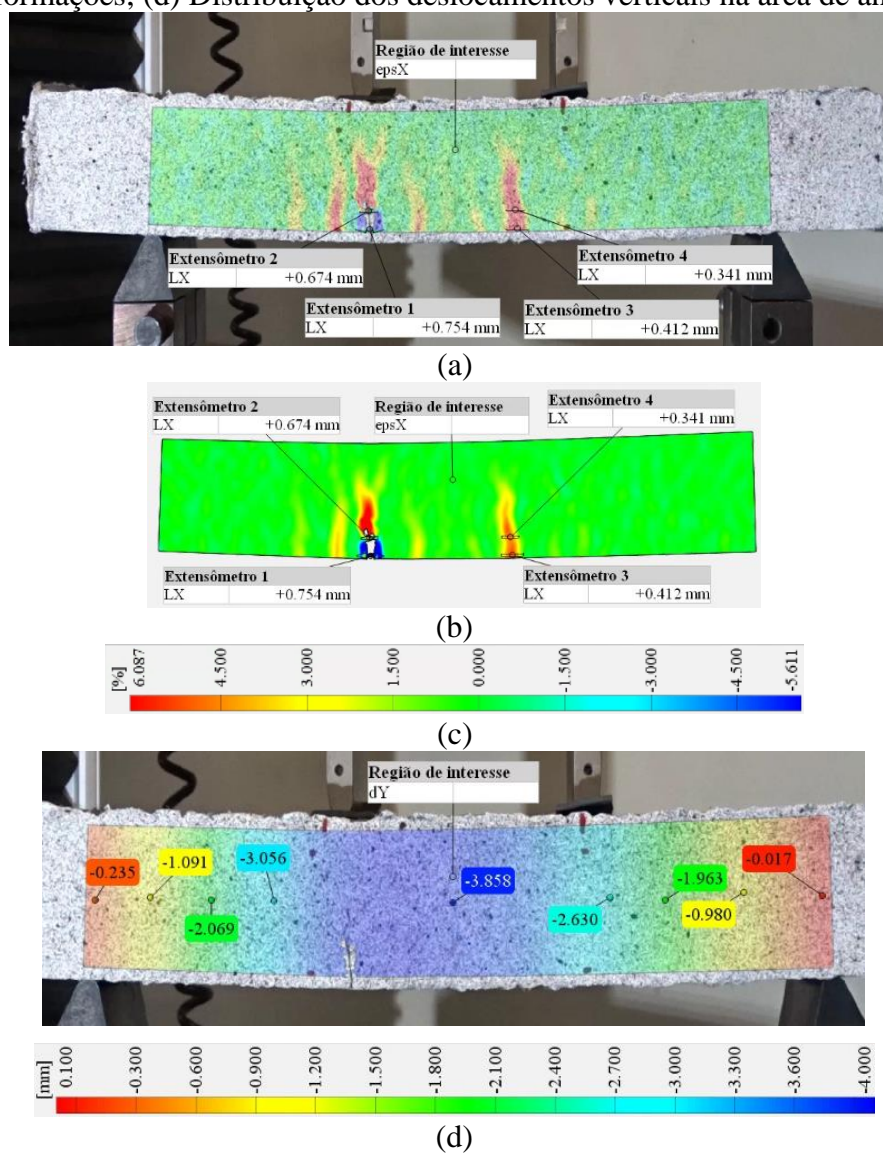 formações; (d) Distribuição dos deslocamentos verticais na área de
Região de interesse
epsX
Extensômetro 2
LX +0.674 mm
Extensômetro 4
LX +0.341 mm
Extensômetro 1
LX +0.754 mm
Extensômetro 3
LX +0.412 mm
(a)
Extensômetro 2
LX +0.674 mm
Região de interesse
epsX
Extensômetro 4
LX +0.341 mm
Extensômetro 1
LX +0.754 mm
Extensômetro 3
LX +0.412 mm
(b)
[%] 6.087 4.500 3.000 1.500 0.000 -1.500 -3.000 -4.500 -5.611
(c)
Região de interesse
dY
-0.235 -1.091 -3.056 -3.858 -1.963 -0.017
-2.069 -2.630 -0.980
[mm] 0.100 -0.300 -0.600 -0.900 -1.200 -1.500 -1.800 -2.100 -2.400 -2.700 -3.000 -3.300 -3.600 -4.000
(d)